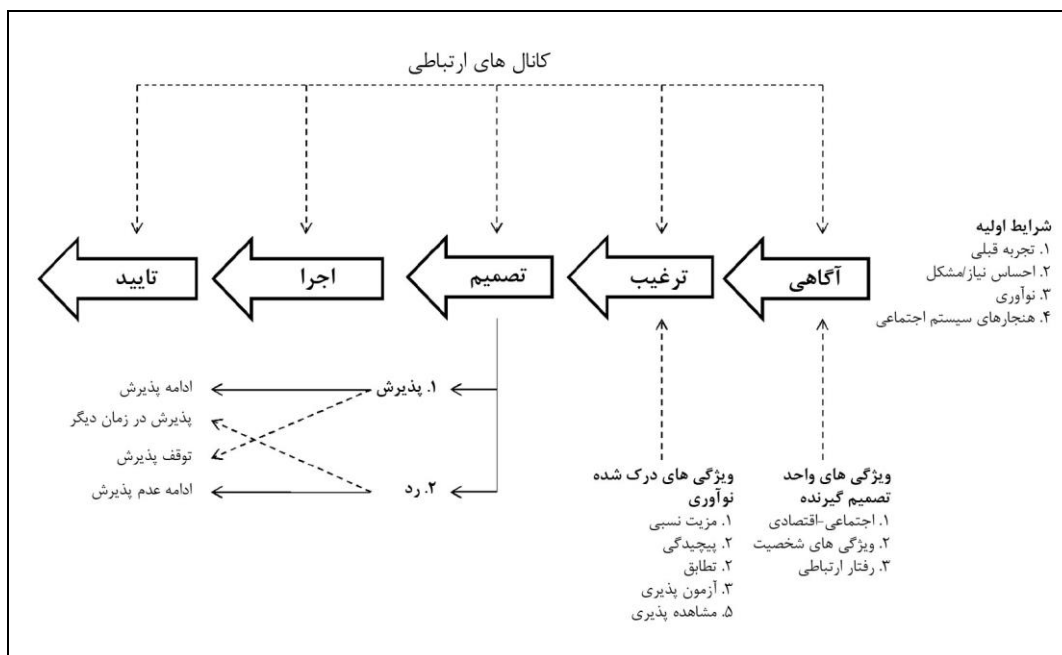 کانال های ارتباطی
شرایط اولیه
۱. تجربه قبلی
۲. احساس نیاز/مشکل
۳. نوآوری
۴. هنجارهای سیستم اجتماعی
آگاهی
ترغیب
تصمیم
اجرا
تایید
۱. پذیرش
ادامه پذیرش
پذیرش در زمان دیگر
توقف پذیرش
۲. رد
ادامه عدم پذیرش
ویژگی های واحد
تصمیم گیرنده
۱. اجتماعی-اقتصادی
۲. ویژگی های شخصیت
۳. رفتار ارتباطی
ویژگی های درک شده
نوآوری
۱. مزیت نسبی
۲. پیچیدگی
۲. تطابق
۳. آزمون پذیری
۵. مشاهده پذیری